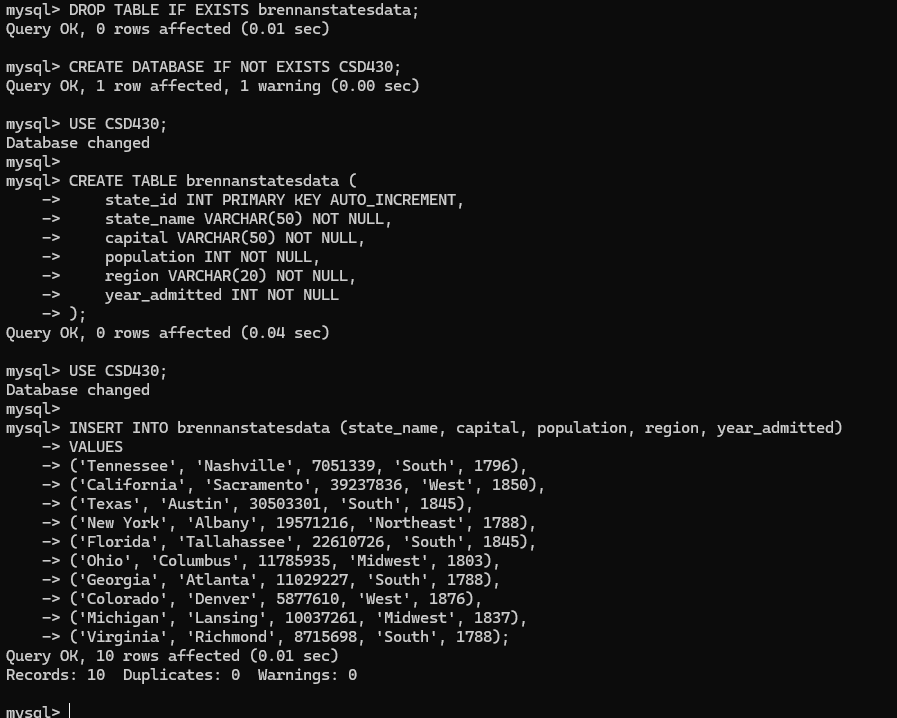 mysql> DROP TABLE IF EXISTS brennanstatesdata;
Query OK, 0 rows affected (0.01 sec)
mysql> CREATE DATABASE IF NOT EXISTS CSD430;
Query OK, 1 row affected, 1 warning (0.00 sec)
mysql> USE CSD430;
Database changed
mysql>
mysql> CREATE TABLE brennanstatesdata (
    ->     state_id INT PRIMARY KEY AUTO_INCREMENT,
    ->     state_name VARCHAR(50) NOT NULL,
    ->     capital VARCHAR(50) NOT NULL,
    ->     population INT NOT NULL,
    ->     region VARCHAR(20) NOT NULL,
    ->     year_admitted INT NOT NULL
    -> );
Query OK, 0 rows affected (0.04 sec)
mysql> USE CSD430;
Database changed
mysql>
mysql> INSERT INTO brennanstatesdata (state_name, capital, population, region, year_admitted)
    -> VALUES
    -> ('Tennessee', 'Nashville', 7051339, 'South', 1796),
    -> ('California', 'Sacramento', 39237836, 'West', 1850),
    -> ('Texas', 'Austin', 30503301, 'South', 1845),
    -> ('New York', 'Albany', 19571216, 'Northeast', 1788),
    -> ('Florida', 'Tallahassee', 22610726, 'South', 1845),
    -> ('Ohio', 'Columbus', 11785935, 'Midwest', 1803),
    -> ('Georgia', 'Atlanta', 11029227, 'South', 1788),
    -> ('Colorado', 'Denver', 5877610, 'West', 1876),
    -> ('Michigan', 'Lansing', 10037261, 'Midwest', 1837),
    -> ('Virginia', 'Richmond', 8715698, 'South', 1788);
Query OK, 10 rows affected (0.01 sec)
Records: 10  Duplicates: 0  Warnings: 0
mysql>